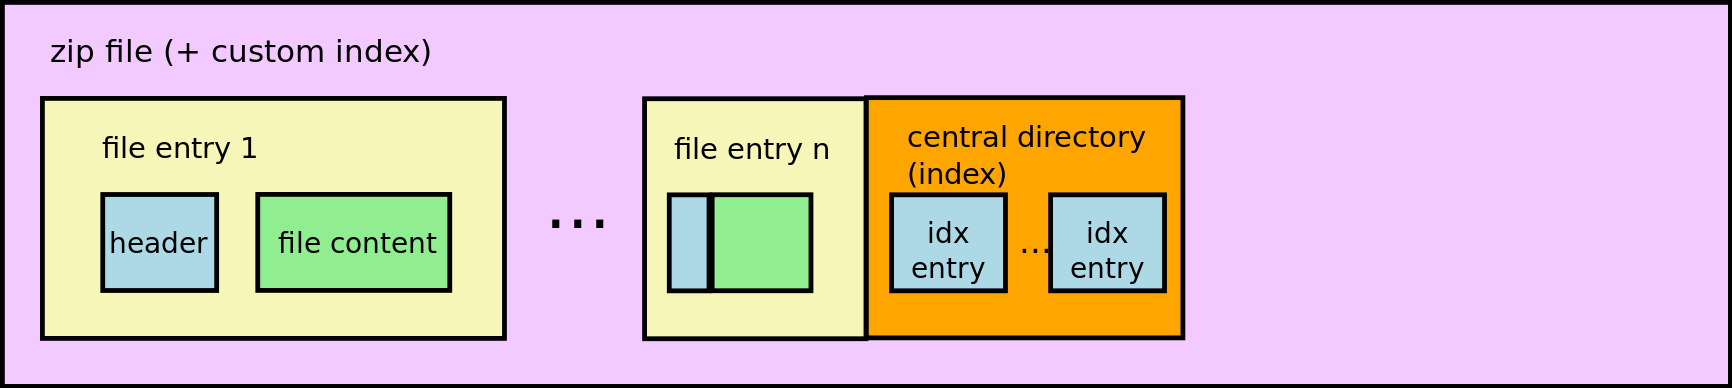 zip file (+ custom index)
file entry 1
header
file content
...
file entry n
central directory
(index)
idx
entry
...
idx
entry